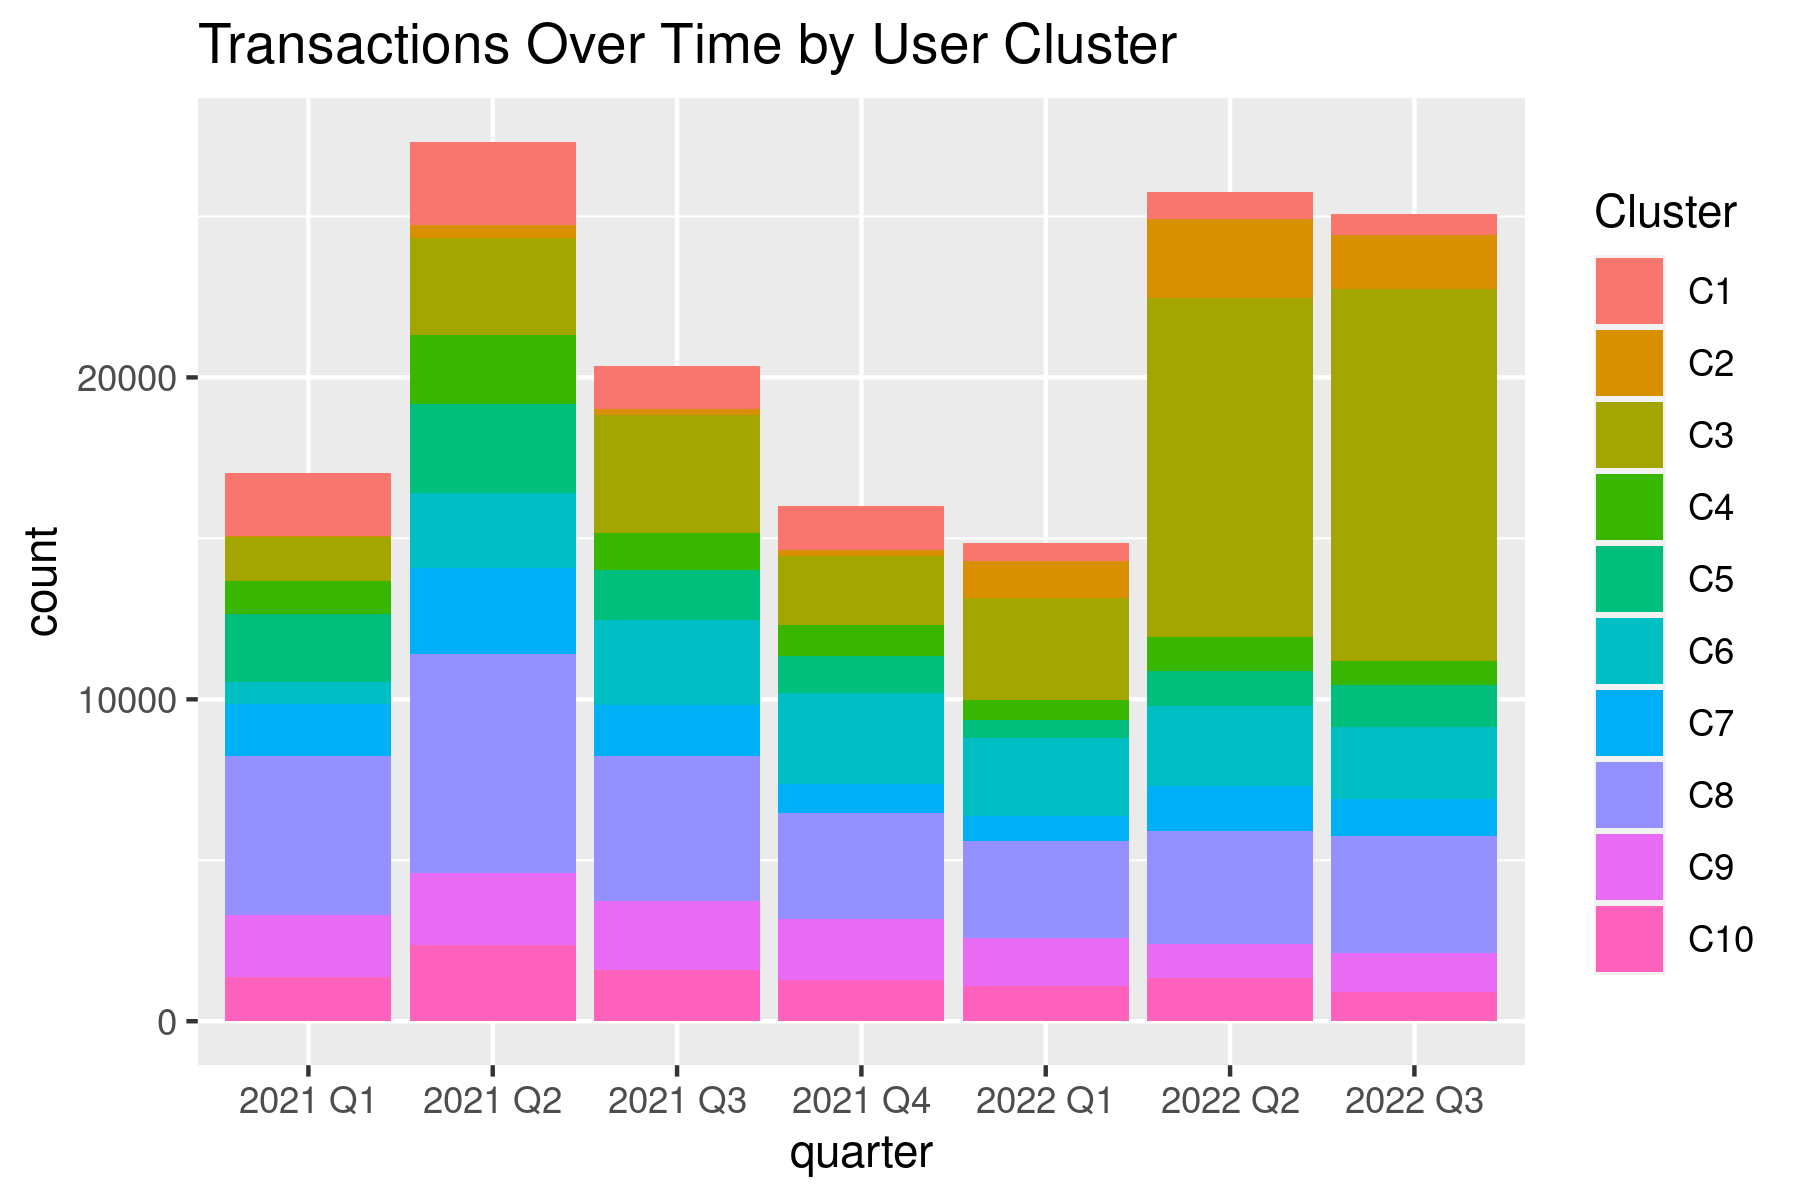 Transactions Over Time by User Cluster
count
20000
10000
0
2021 Q1
2021 Q2
2021 Q3
2021 Q4
2022 Q1
2022 Q2
2022 Q3
quarter
Cluster
C1
C2
C3
C4
C5
C6
C7
C8
C9
C10